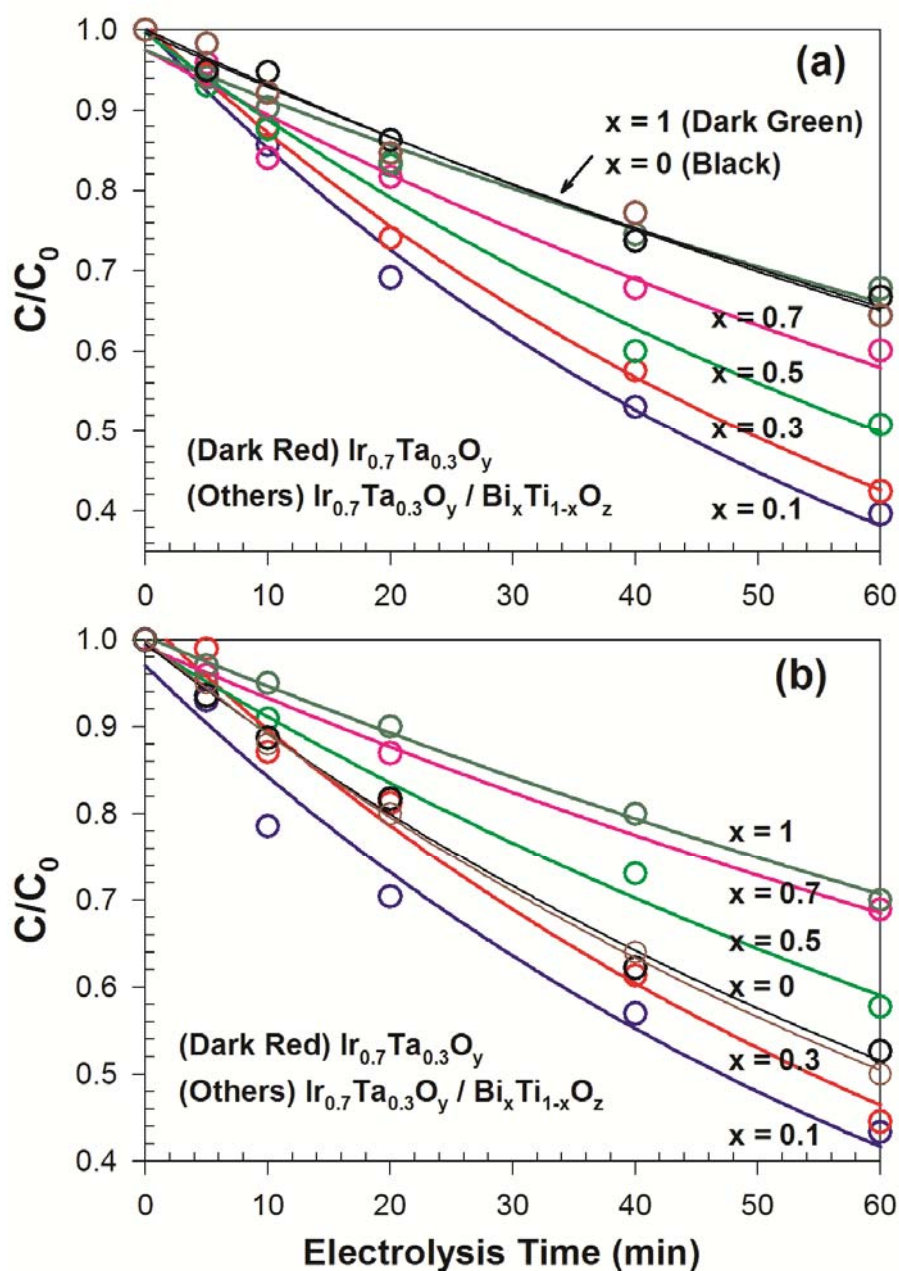 (a)
x = 1 (Dark Green)
x = 0 (Black)
x = 0.7
x = 0.5
x = 0.3
x = 0.1
(Dark Red) Ir0.7Ta0.3Oy
(Others) Ir0.7Ta0.3Oy / BixTi1-xOz
C/C0
1.0
0.9
0.8
0.7
0.6
0.5
0.4
0 10 20 30 40 50 60
(b)
x = 1
x = 0.7
x = 0.5
x = 0
x = 0.3
x = 0.1
(Dark Red) Ir0.7Ta0.3Oy
(Others) Ir0.7Ta0.3Oy / BixTi1-xOz
C/C0
1.0
0.9
0.8
0.7
0.6
0.5
0.4
0 10 20 30 40 50 60
Electrolysis Time (min)